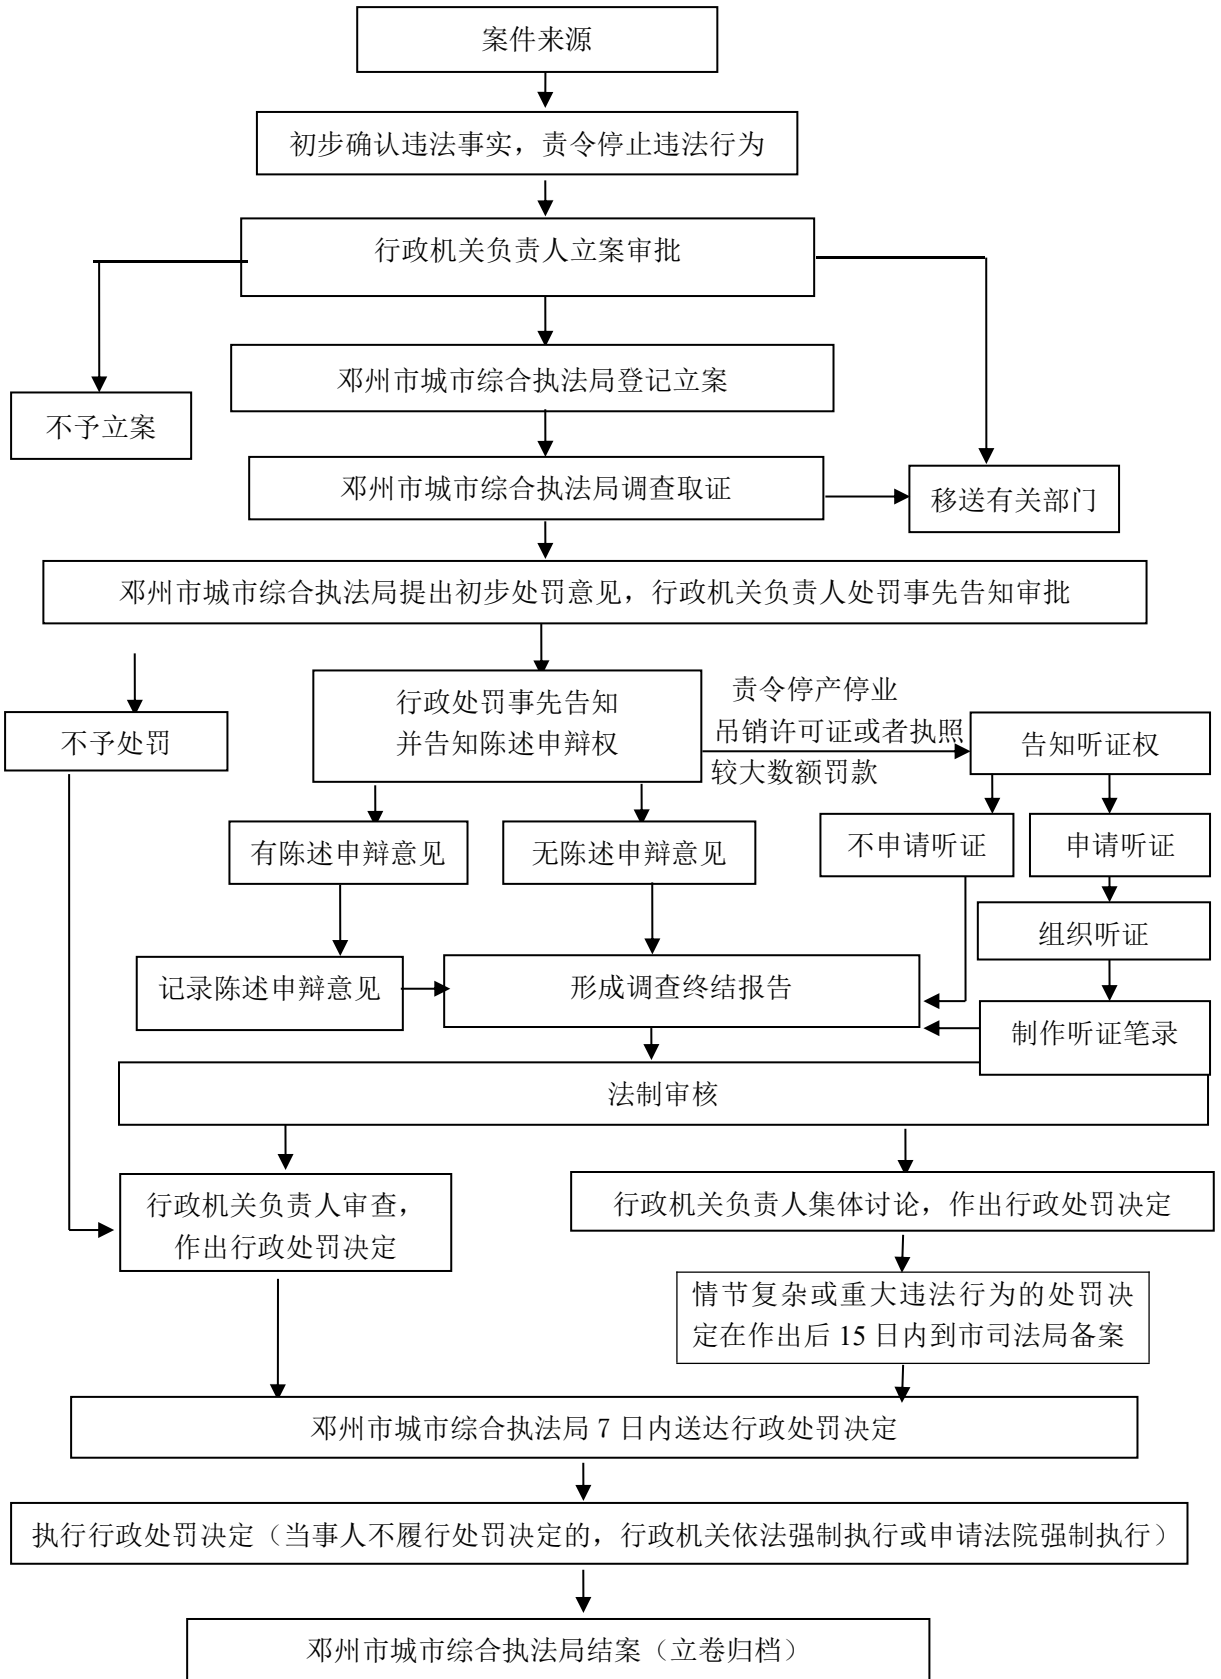 案件来源
初步确认违法事实，责令停止违法行为
行政机关负责人立案审批
邓州市城市综合执法局登记立案
不予立案
邓州市城市综合执法局调查取证
移送有关部门
邓州市城市综合执法局提出初步处罚意见，行政机关负责人处罚事先告知审批
不予处罚
行政处罚事先告知
并告知陈述申辩权
责令停产停业
吊销许可证或者执照
较大数额罚款
告知听证权
有陈述申辩意见
无陈述申辩意见
不申请听证
申请听证
组织听证
记录陈述申辩意见
形成调查终结报告
制作听证笔录
法制审核
行政机关负责人审查，
作出行政处罚决定
行政机关负责人集体讨论，作出行政处罚决定
情节复杂或重大违法行为的处罚决
定在作出后 15 日内到市司法局备案
邓州市城市综合执法局 7 日内送达行政处罚决定
执行行政处罚决定（当事人不履行处罚决定的，行政机关依法强制执行或申请法院强制执行）
邓州市城市综合执法局结案（立卷归档）